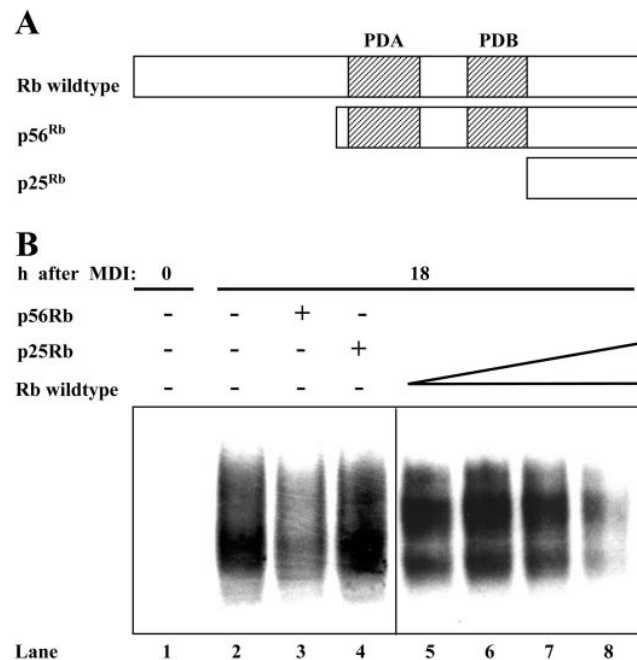 A
PDA PDB
Rb wildtype
p56Rb
p25Rb
B
h after MDI: 0 18
p56Rb - - + -
p25Rb - - - +
Rb wildtype - - - -
Lane 1 2 3 4 5 6 7 8